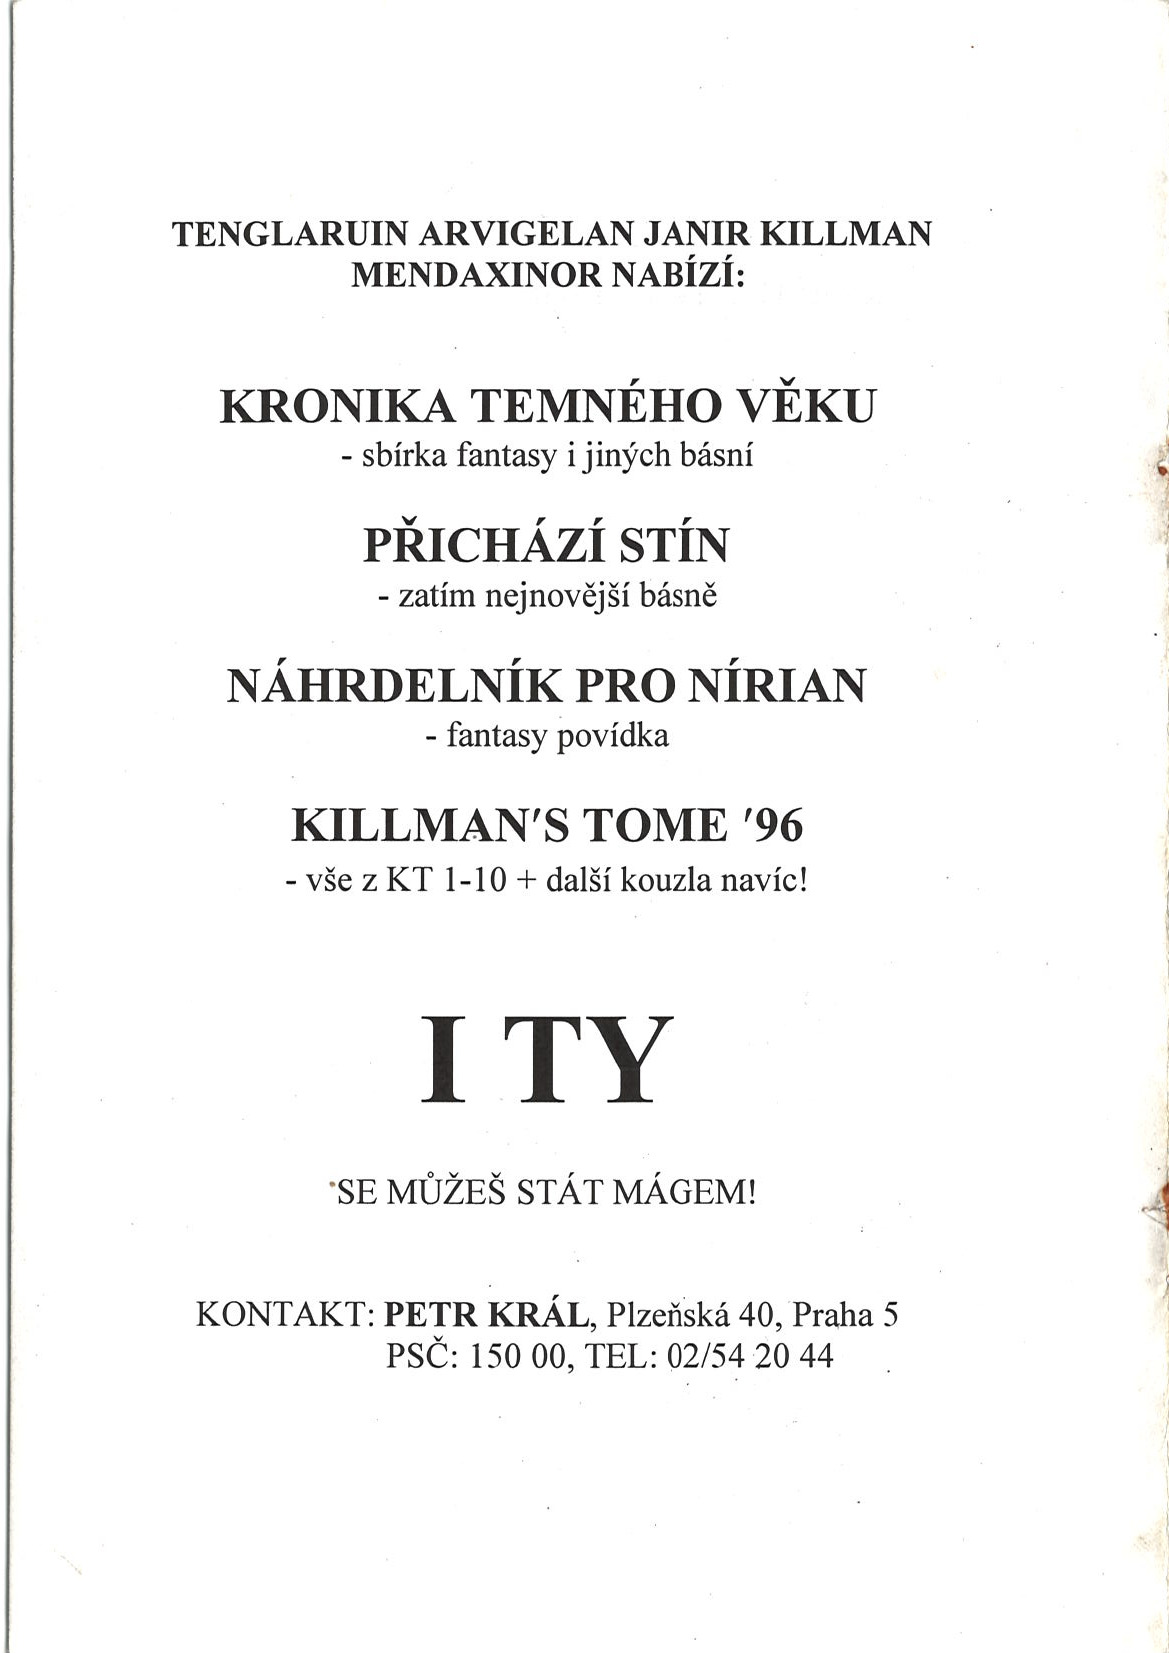 TENGLARUIN ARVIGELAN JANIR KILLMAN
MENDAXINOR NABÍZÍ:
KRONIKA TEMNÉHO VĚKU
- sbírka fantasy i jiných básní
PŘICHÁZÍ STÍN
- zatím nejnovější básně
NÁHRDELNÍK PRO NÍRIAN
- fantasy povídka
KILLMAN'S TOME '96
- vše z KT 1-10 + další kouzla navíc!
I TY
SE MŮŽEŠ STÁT MÁGEM!
KONTAKT: PETR KRÁL, Plzeňská 40, Praha 5
PSČ: 150 00, TEL: 02/54 20 44